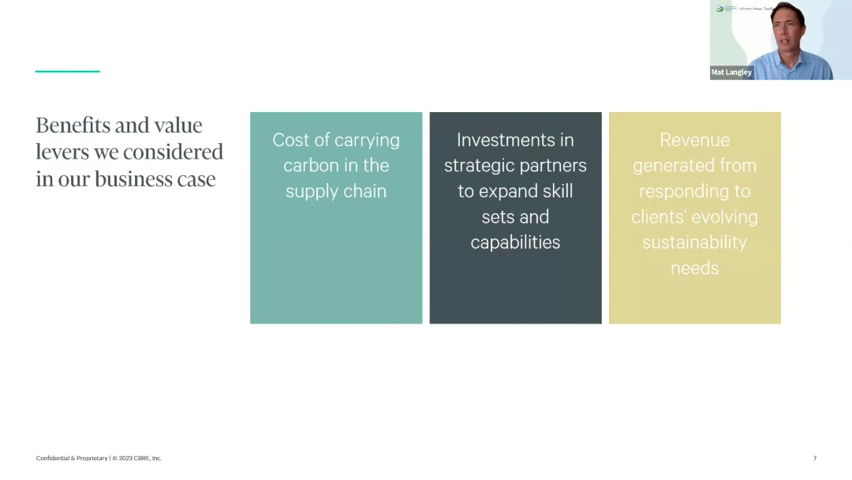 Mat Langley
Benefits and value
levers we considered
in our business case
Cost of carrying
carbon in the
supply chain
Investments in
strategic partners
to expand skill
sets and
capabilities
Revenue
generated from
responding to
clients' evolving
sustainability
needs
Confidential & Proprietary | © 2023 CBRE, Inc.
7